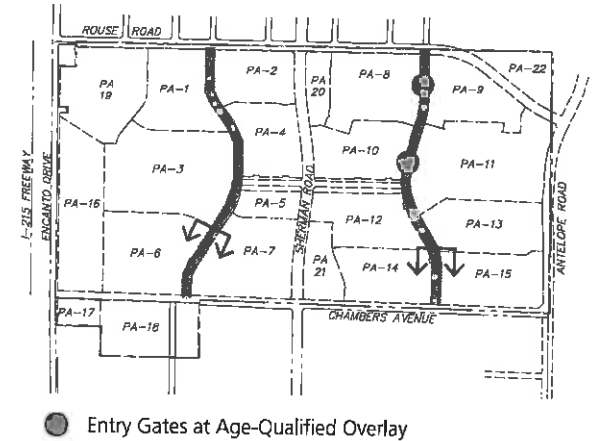 ROUSE ROAD
PA-2
PA-8
PA-22
PA
19
PA-1
PA
20
PA-9
PA-4
PA-10
PA-11
PA-3
I-215 FREEWAY
ENCANTO DRIVE
PA-16
PA-5
SHERMAN ROAD
PA-12
PA-13
ANTELOPE ROAD
PA-6
PA-7
PA
21
PA-14
PA-15
PA-17
CHAMBERS AVENUE
PA-18
Entry Gates at Age-Qualified Overlay